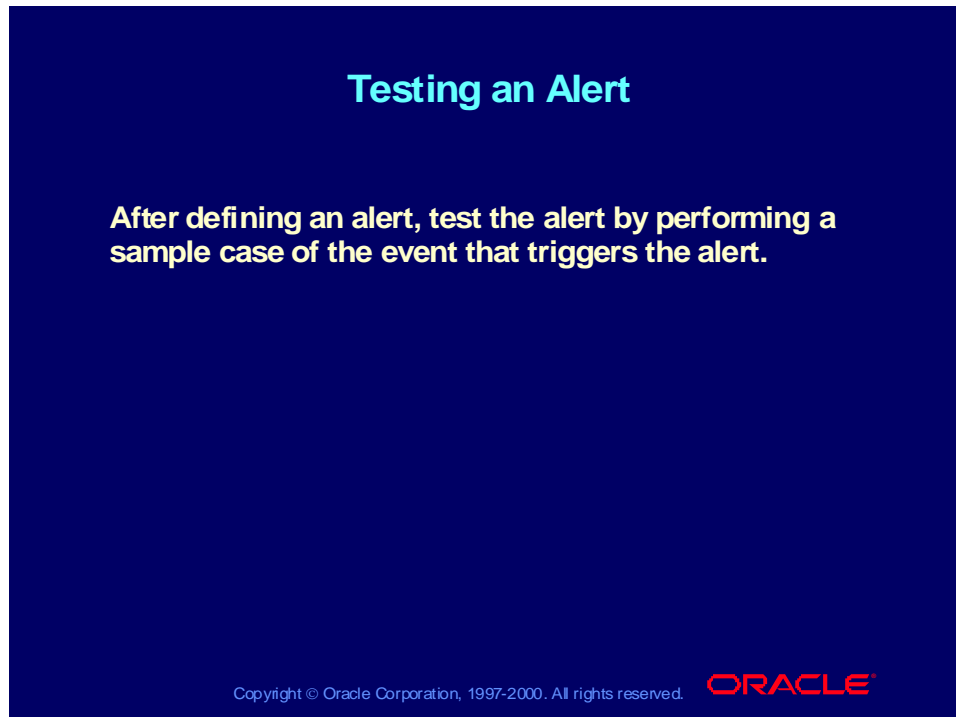 Testing an Alert
After defining an alert, test the alert by performing a
sample case of the event that triggers the alert.
Copyright © Oracle Corporation, 1997-2000. All rights reserved.
ORACLE®